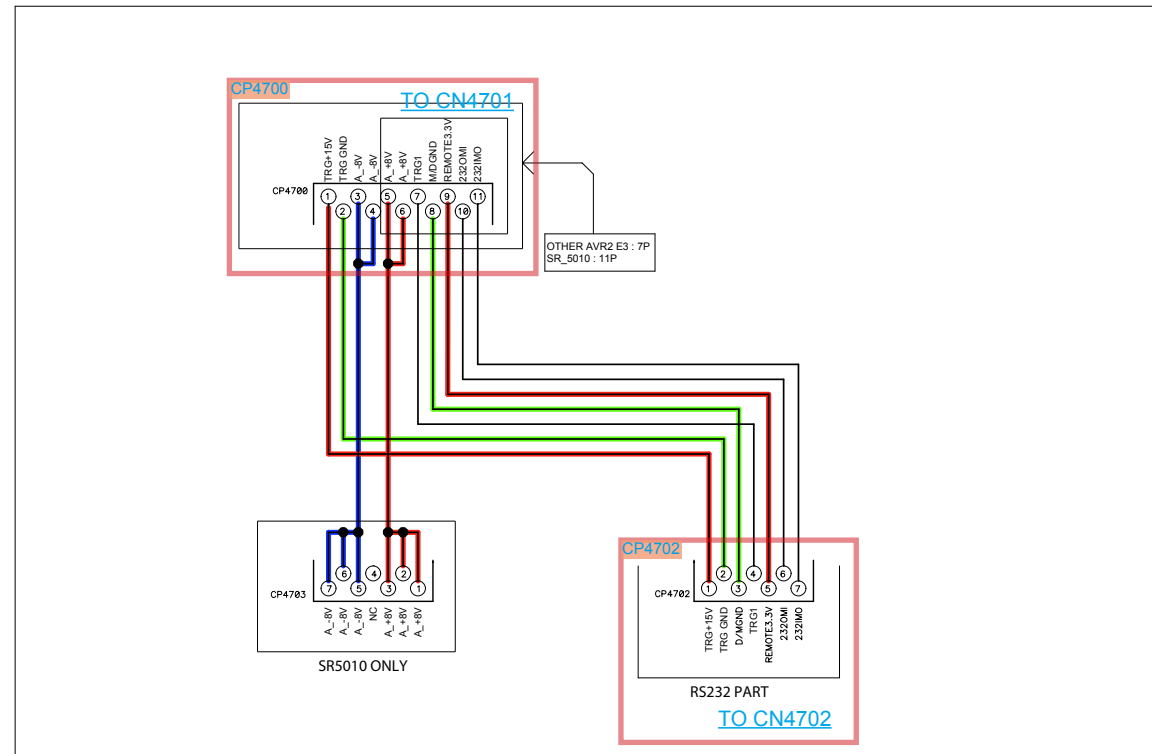 CP4700
TO CN4701
TRG+15V
TRG GND
A_-8V
A_-8V
A_+8V
A_+8V
TRG1
M/DGND
REMOTE3.3V
232OMI
232IMO
CP4700
1 2 3 4 5 6 7 8 9 10 11
OTHER AVR2 E3 : 7P
SR_5010 : 11P
CP4703
7 6 5 4 3 2 1
A_-8V
A_-8V
A_-8V
NC
A_+8V
A_+8V
A_+8V
SR5010 ONLY
CP4702
CP4702
1 2 3 4 5 6 7
TRG+15V
TRG GND
D/MGND
TRG1
REMOTE3.3V
232OMI
232IMO
RS232 PART
TO CN4702